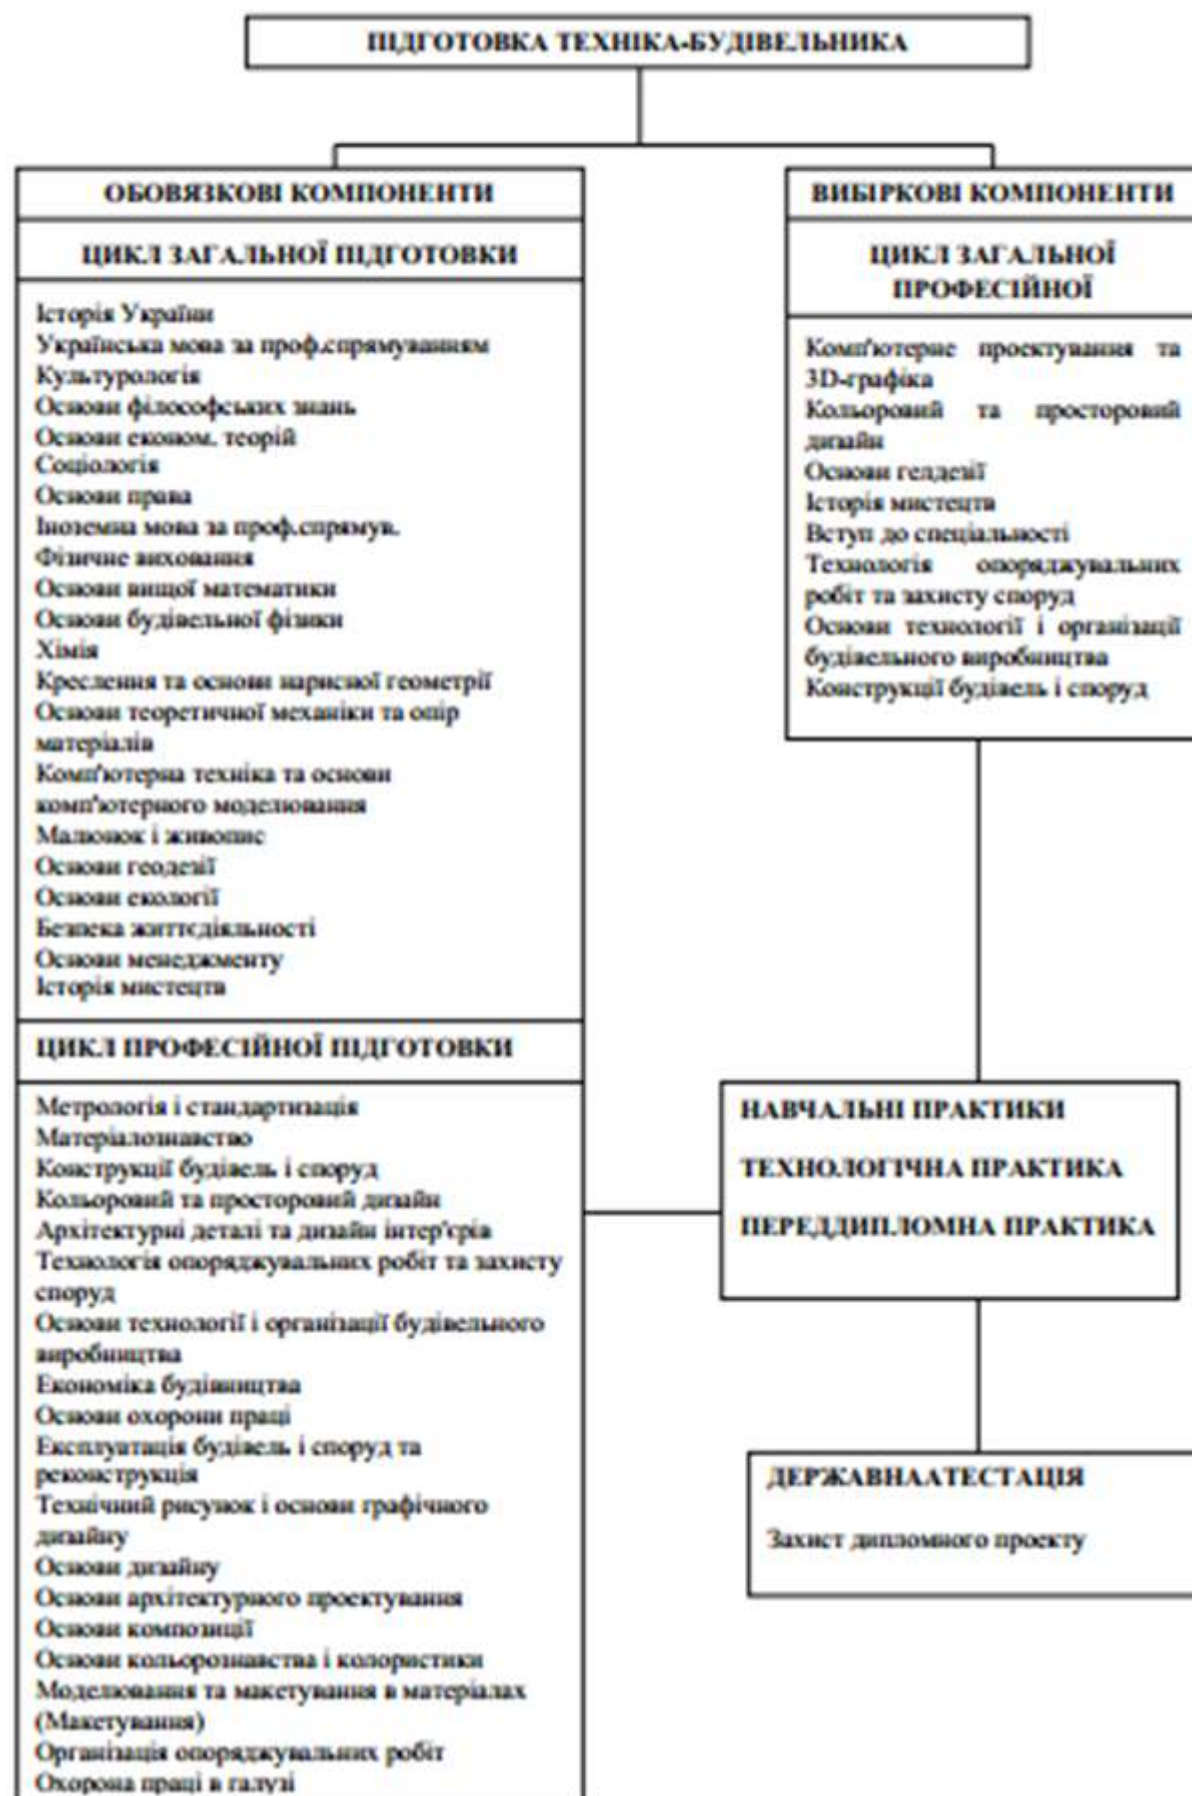 ПІДГОТОВКА ТЕХНІКА-БУДІВЕЛЬНИКА
ОБОВЯЗКОВІ КОМПОНЕНТИ
ЦИКЛ ЗАГАЛЬНОЇ ПІДГОТОВКИ
Історія України
Українська мова за проф.спрямуванням
Культурологія
Основи філософських знань
Основи економ. теорій
Соціологія
Основи права
Іноземна мова за проф.спрямув.
Фізичне виховання
Основи вищої математики
Основи будівельної фізики
Хімія
Креслення та основи нарисної геометрії
Основи теоретичної механіки та опір
матеріалів
Комп'ютерна техніка та основи
комп'ютерного моделювання
Малюнок і живопис
Основи геодезії
Основи екології
Безпека життєдіяльності
Основи менеджменту
Історія мистецтв
ЦИКЛ ПРОФЕСІЙНОЇ ПІДГОТОВКИ
Метрологія і стандартизація
Матеріалознавство
Конструкції будівель і споруд
Кольоровий та просторовий дизайн
Архітектурні деталі та дизайн інтер'єрів
Технологія опоряджувальних робіт та захисту
споруд
Основи технології і організації будівельного
виробництва
Економіка будівництва
Основи охорони праці
Експлуатація будівель і споруд та
реконструкція
Технічний рисунок і основи графічного
дизайну
Основи дизайну
Основи архітектурного проектування
Основи композиції
Основи кольорознавства і колористики
Моделювання та макетування в матеріалах
(Макетування)
Організація опоряджувальних робіт
Охорона праці в галузі
ВИБІРКОВІ КОМПОНЕНТИ
ЦИКЛ ЗАГАЛЬНОЇ
ПРОФЕСІЙНОЇ
Комп'ютерне проектування та
3D-графіка
Кольоровий та просторовий
дизайн
Основи гелдезії
Історія мистецтв
Вступ до спеціальності
Технологія опоряджувальних
робіт та захисту споруд
Основи технології і організації
будівельного виробництва
Конструкції будівель і споруд
НАВЧАЛЬНІ ПРАКТИКИ
ТЕХНОЛОГІЧНА ПРАКТИКА
ПЕРЕДДИПЛОМНА ПРАКТИКА
ДЕРЖАВНААТЕСТАЦІЯ
Захист дипломного проекту